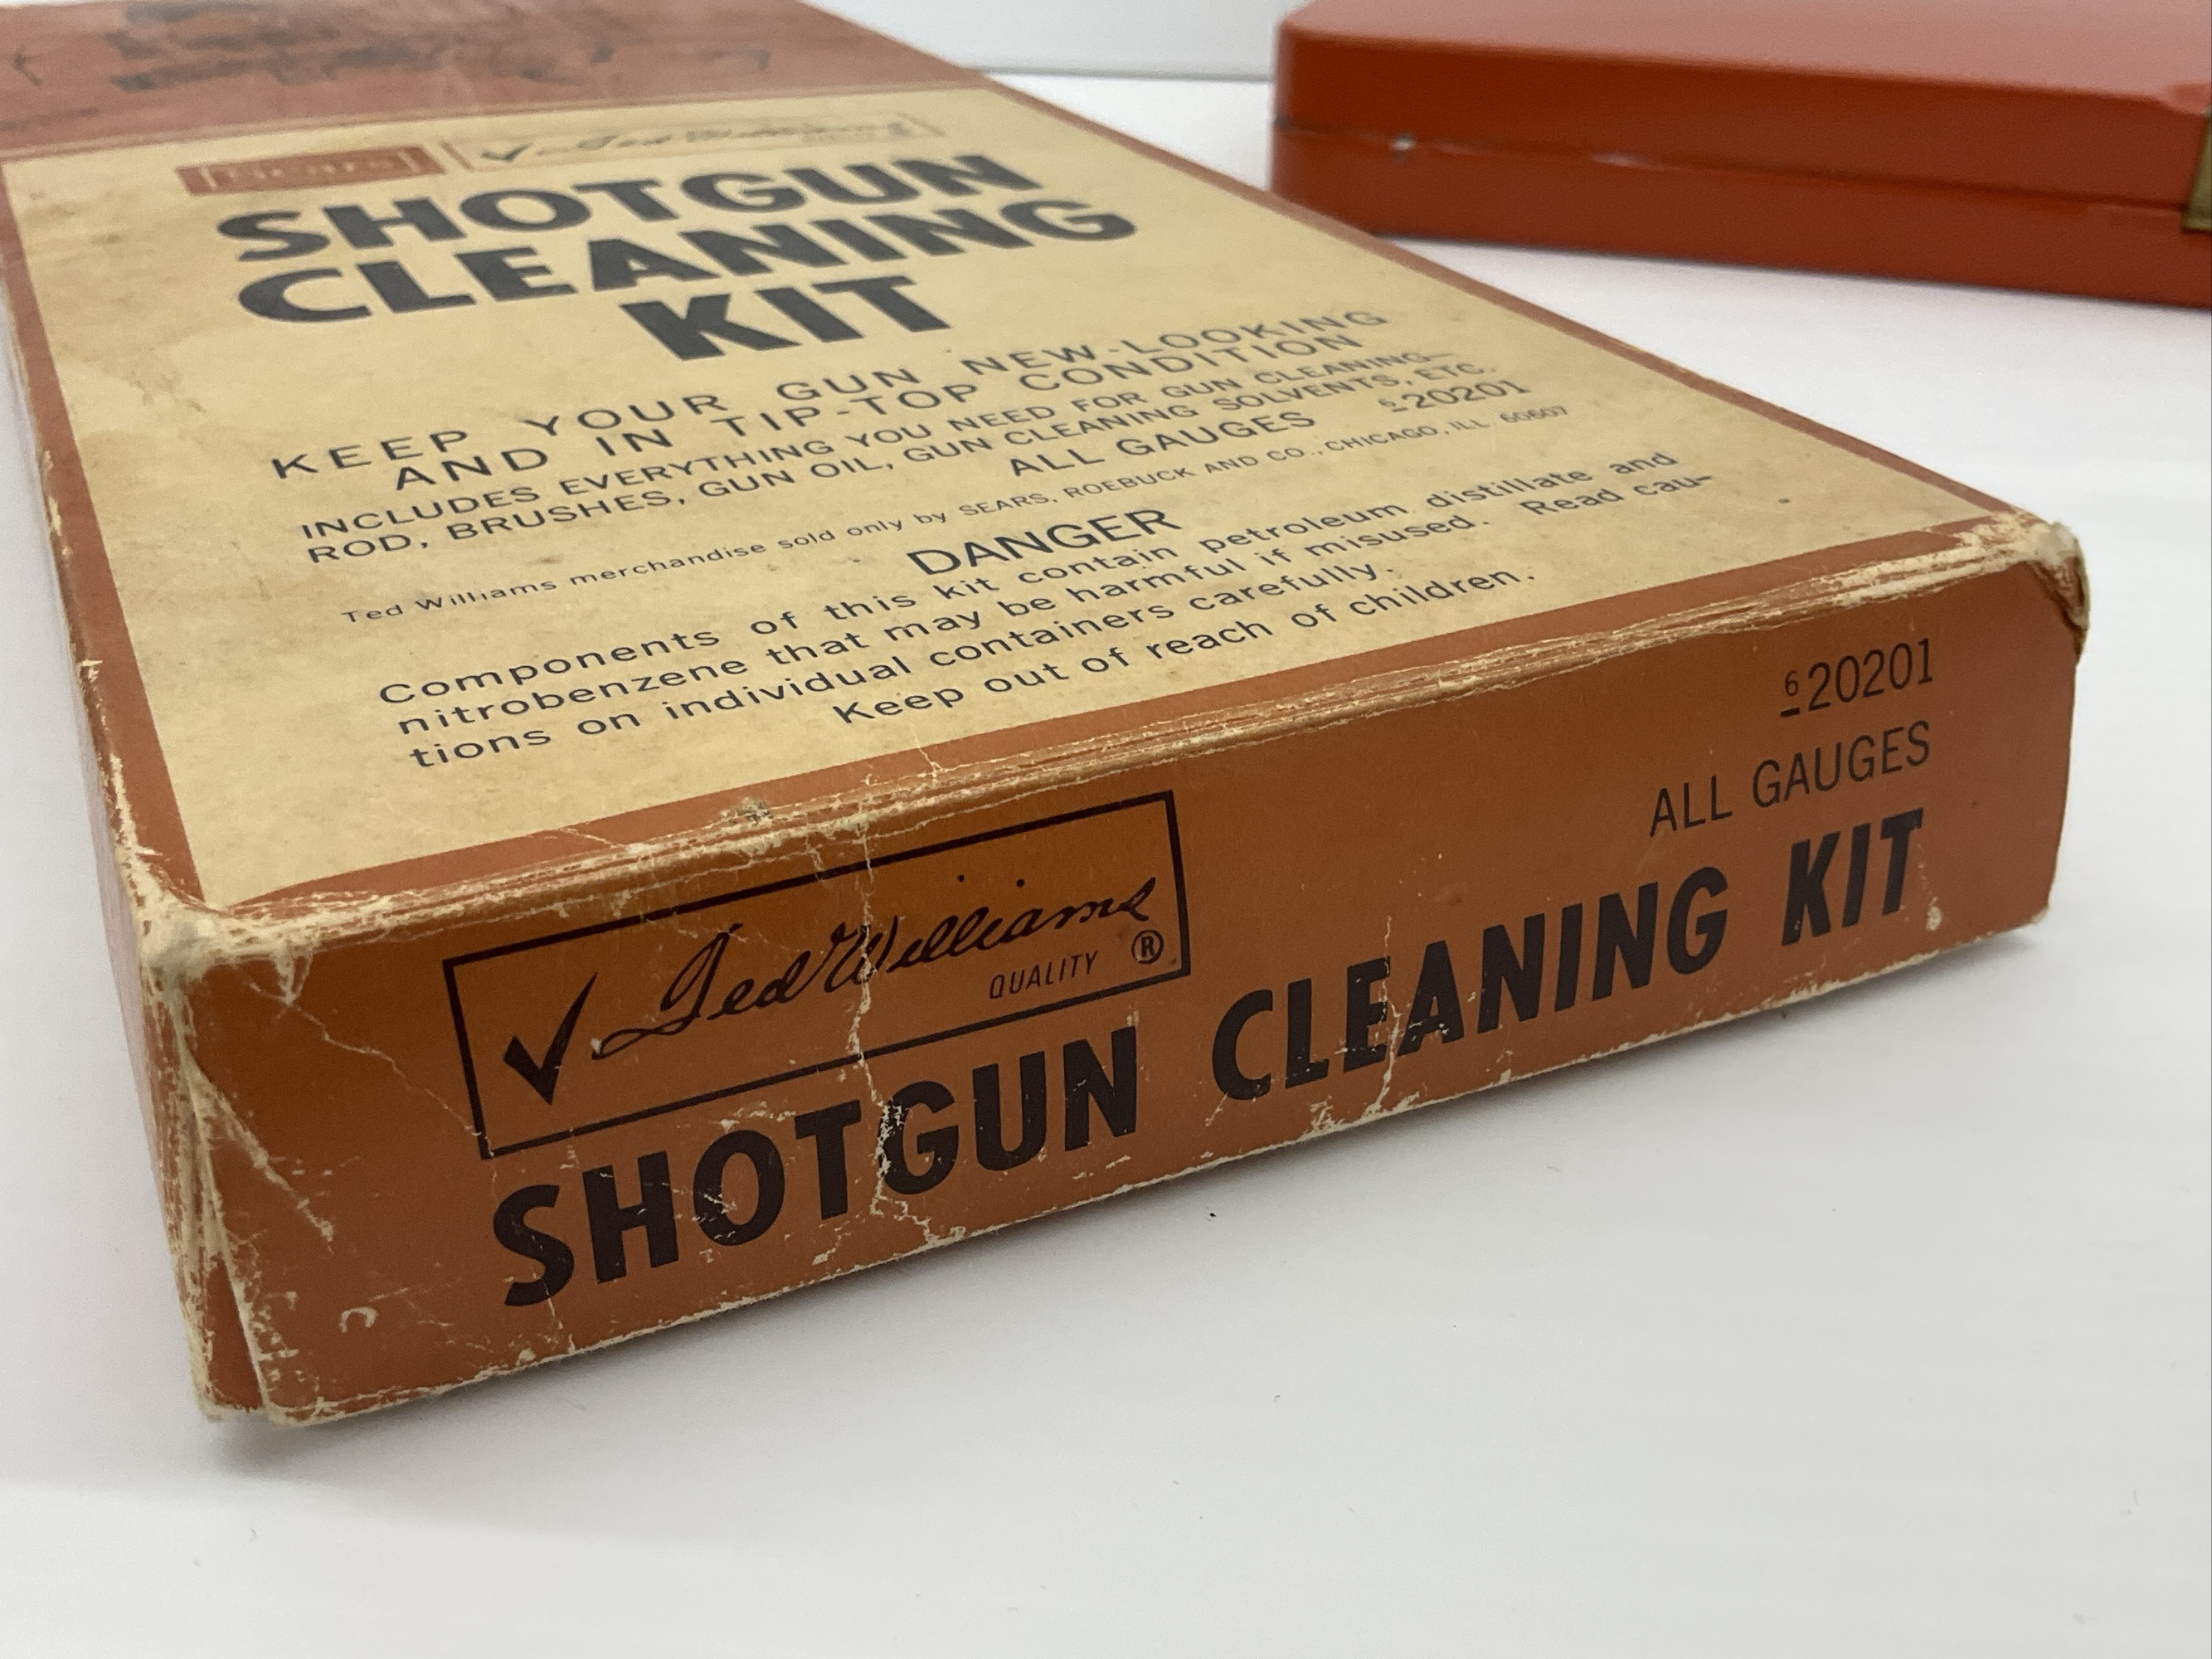 Sears
✓ Ted Williams
SHOTGUN
CLEANING
KIT
KEEP YOUR GUN NEW-LOOKING
AND IN TIP-TOP CONDITION
INCLUDES EVERYTHING YOU NEED FOR GUN CLEANING—
ROD, BRUSHES, GUN OIL, GUN CLEANING SOLVENTS, ETC.
ALL GAUGES 6 20201
Ted Williams merchandise sold only by SEARS, ROEBUCK AND CO., CHICAGO, ILL. 60607
DANGER
Components of this kit contain petroleum distillate and
nitrobenzene that may be harmful if misused. Read cau-
tions on individual containers carefully.
Keep out of reach of children.
6 20201
ALL GAUGES
✓ Ted Williams
QUALITY ®
SHOTGUN CLEANING KIT